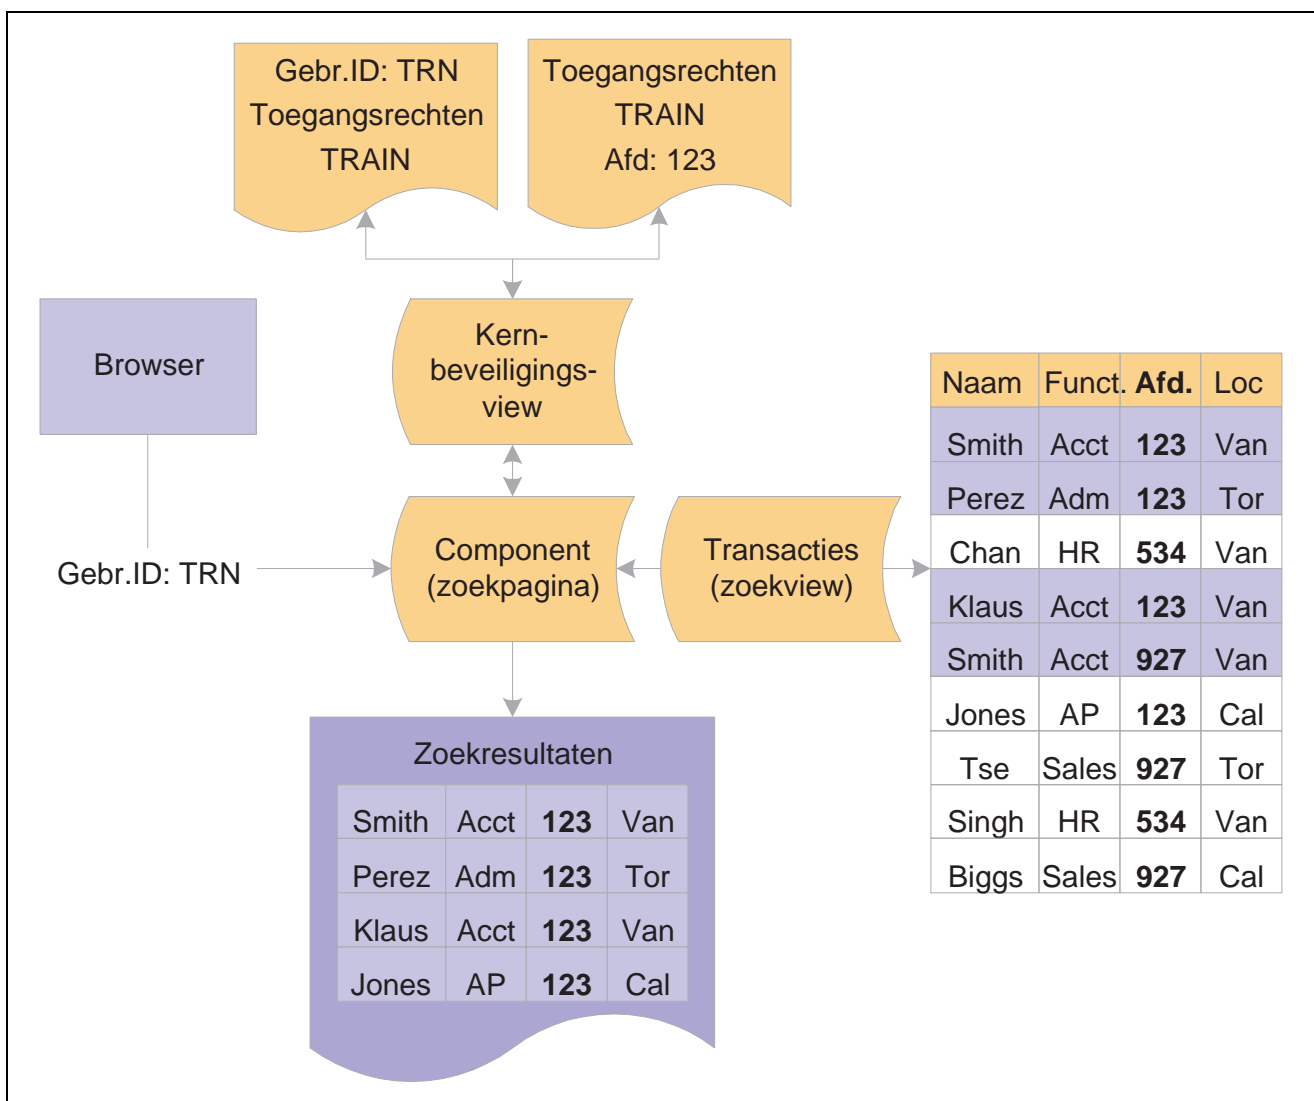 Gebr.ID: TRN
Toegangsrechten
TRAIN
Toegangsrechten
TRAIN
Afd: 123
Browser
Kern-
beveiligings-
view
Gebr.ID: TRN
Component
(zoekpagina)
Transacties
(zoekview)
Naam Funct. Afd. Loc
Smith Acct 123 Van
Perez Adm 123 Tor
Chan HR 534 Van
Klaus Acct 123 Van
Smith Acct 927 Van
Jones AP 123 Cal
Tse Sales 927 Tor
Singh HR 534 Van
Biggs Sales 927 Cal
Zoekresultaten
Smith Acct 123 Van
Perez Adm 123 Tor
Klaus Acct 123 Van
Jones AP 123 Cal